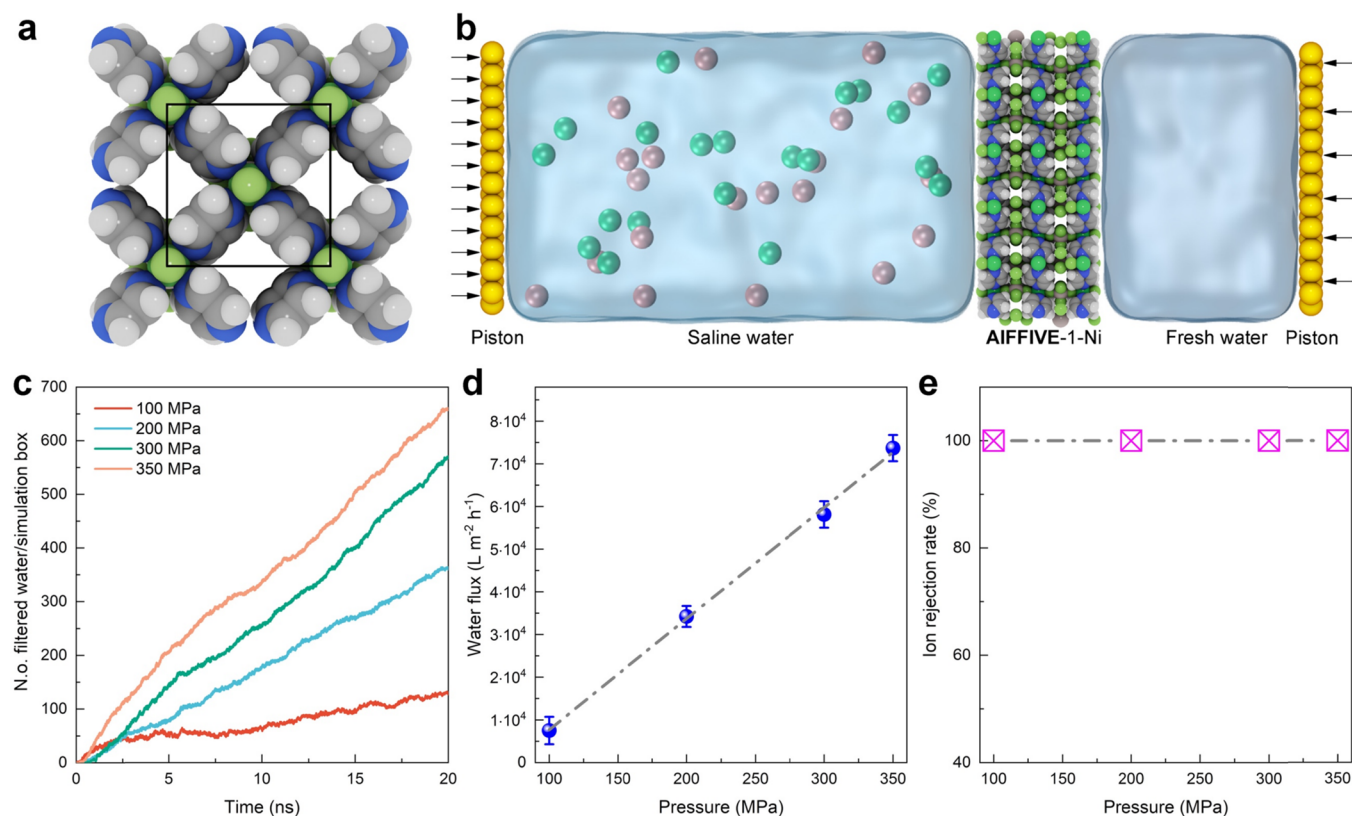 a
b
Piston
Saline water
AlFFIVE-1-Ni
Fresh water
Piston
c
N.o. filtered water/simulation box
700
600
500
400
300
200
100
0
100 MPa
200 MPa
300 MPa
350 MPa
0
5
10
15
20
Time (ns)
d
Water flux (L m⁻² h⁻¹)
8·10⁴
7·10⁴
6·10⁴
5·10⁴
4·10⁴
3·10⁴
2·10⁴
1·10⁴
0
100
150
200
250
300
350
Pressure (MPa)
e
Ion rejection rate (%)
100
80
60
40
100
150
200
250
300
350
Pressure (MPa)